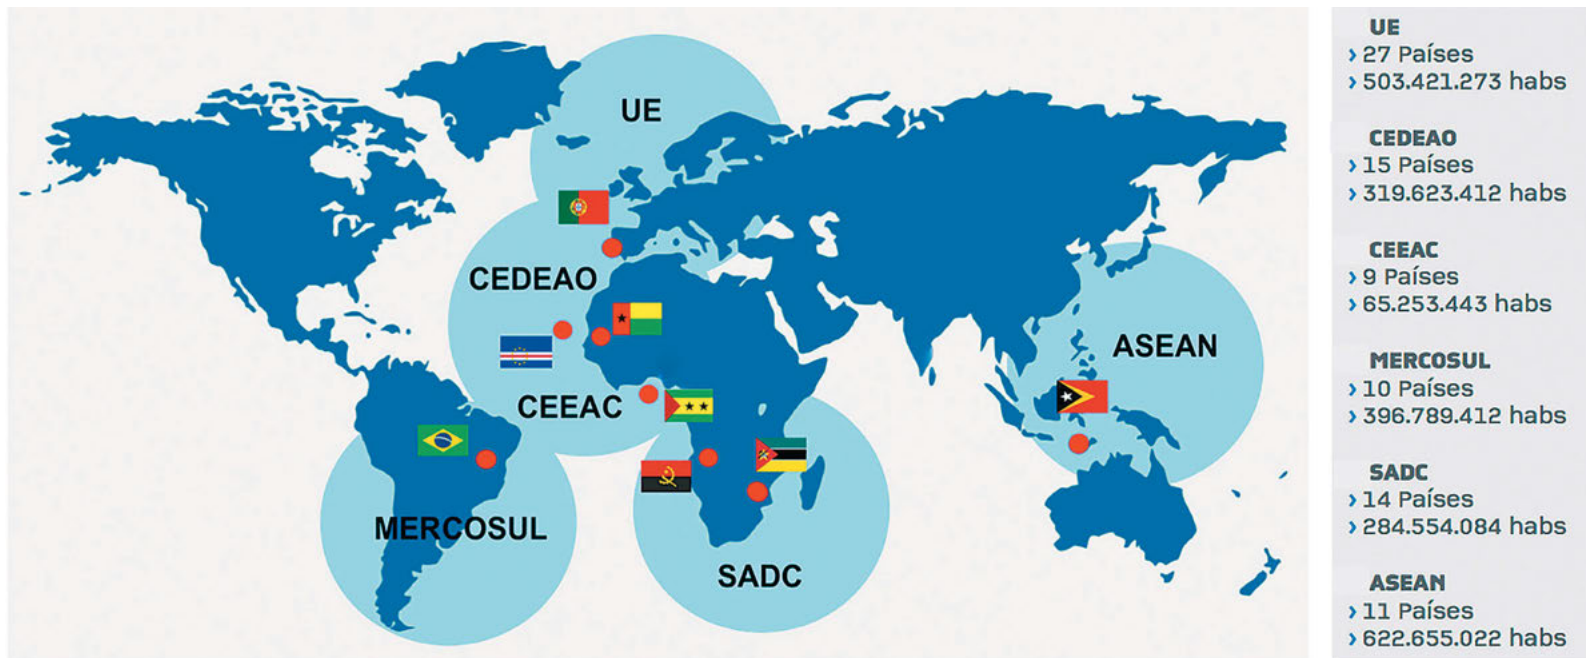 UE
CEDEAO
CEEAC
MERCOSUL
SADC
ASEAN
UE
› 27 Países
› 503.421.273 habs
CEDEAO
› 15 Países
› 319.623.412 habs
CEEAC
› 9 Países
› 65.253.443 habs
MERCOSUL
› 10 Países
› 396.789.412 habs
SADC
› 14 Países
› 284.554.084 habs
ASEAN
› 11 Países
› 622.655.022 habs